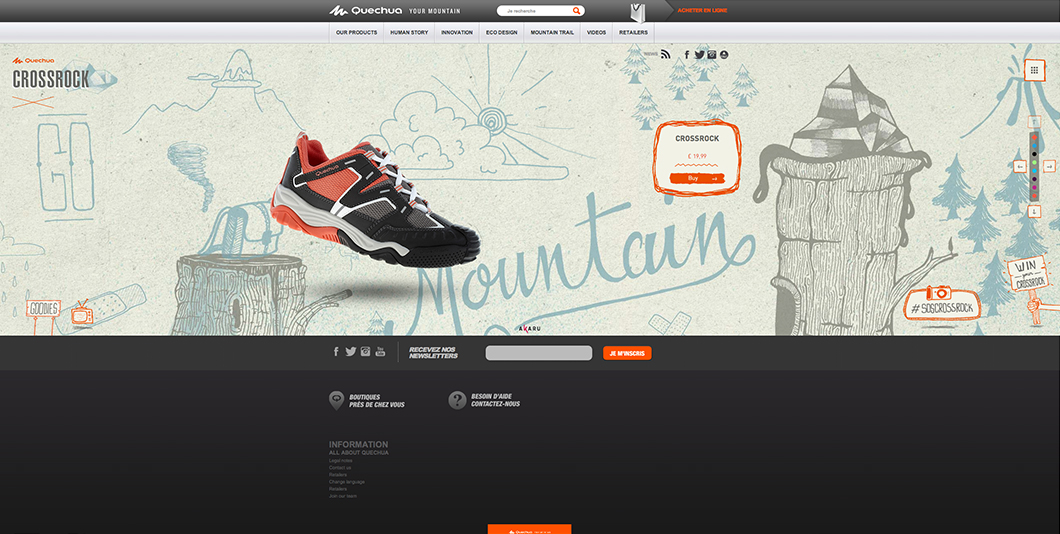 Quechua YOUR MOUNTAIN
Je recherche
ACHETER EN LIGNE
OUR PRODUCTS
HUMAN STORY
INNOVATION
ECO DESIGN
MOUNTAIN TRAIL
VIDEOS
RETAILERS
NEWS
Quechua
CROSSROCK
GO
Quechua
CROSSROCK
£ 19,99
Buy →
Mountain
GOODIES
WIN
your
CROSSROCK
#SOSCROSSROCK
AKARU
You
RECEVEZ NOS
NEWSLETTERS
JE M'INSCRIS
BOUTIQUES
PRÈS DE CHEZ VOUS
?
BESOIN D'AIDE
CONTACTEZ-NOUS
INFORMATION
ALL ABOUT QUECHUA
Legal notes
Contact us
Retailers
Change language
Retailers
Join our team
Quechua